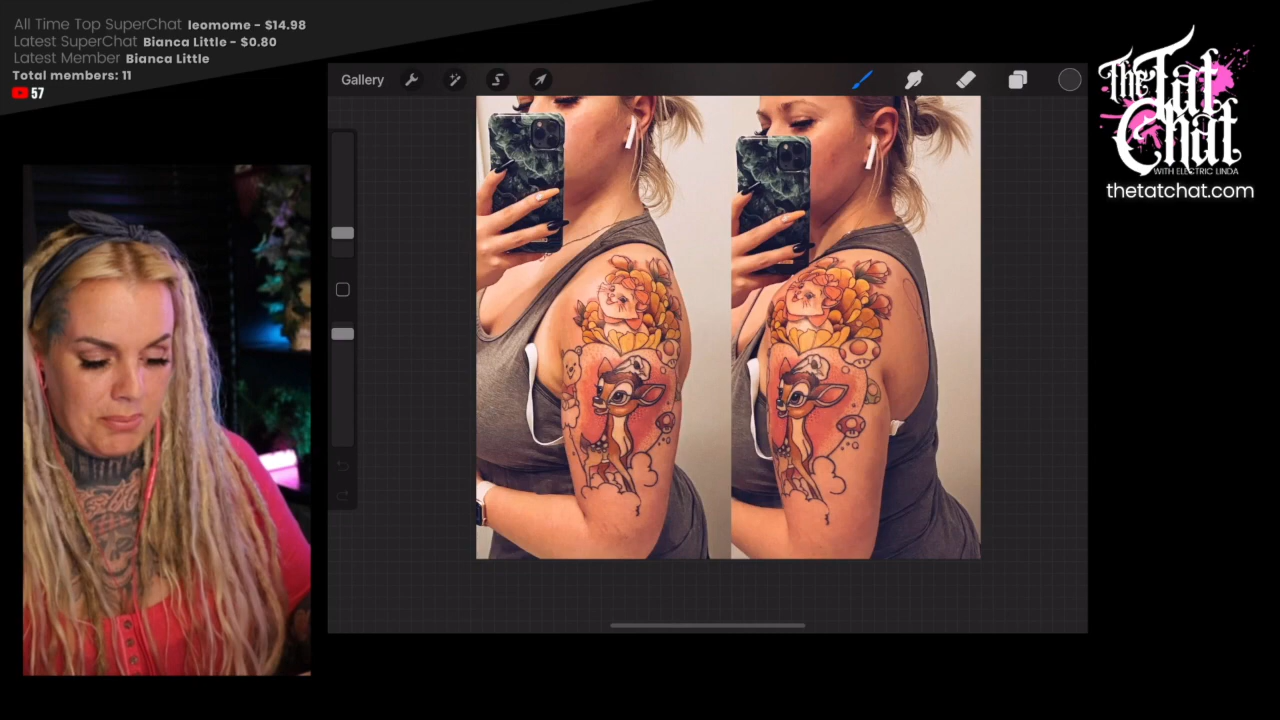 All Time Top SuperChat leomome - $14.98
Latest SuperChat Bianca Little - $0.80
Latest Member Bianca Little
Total members: 11
57
Gallery
The Tat
Chat
WITH ELECTRIC LINDA
thetatchat.com